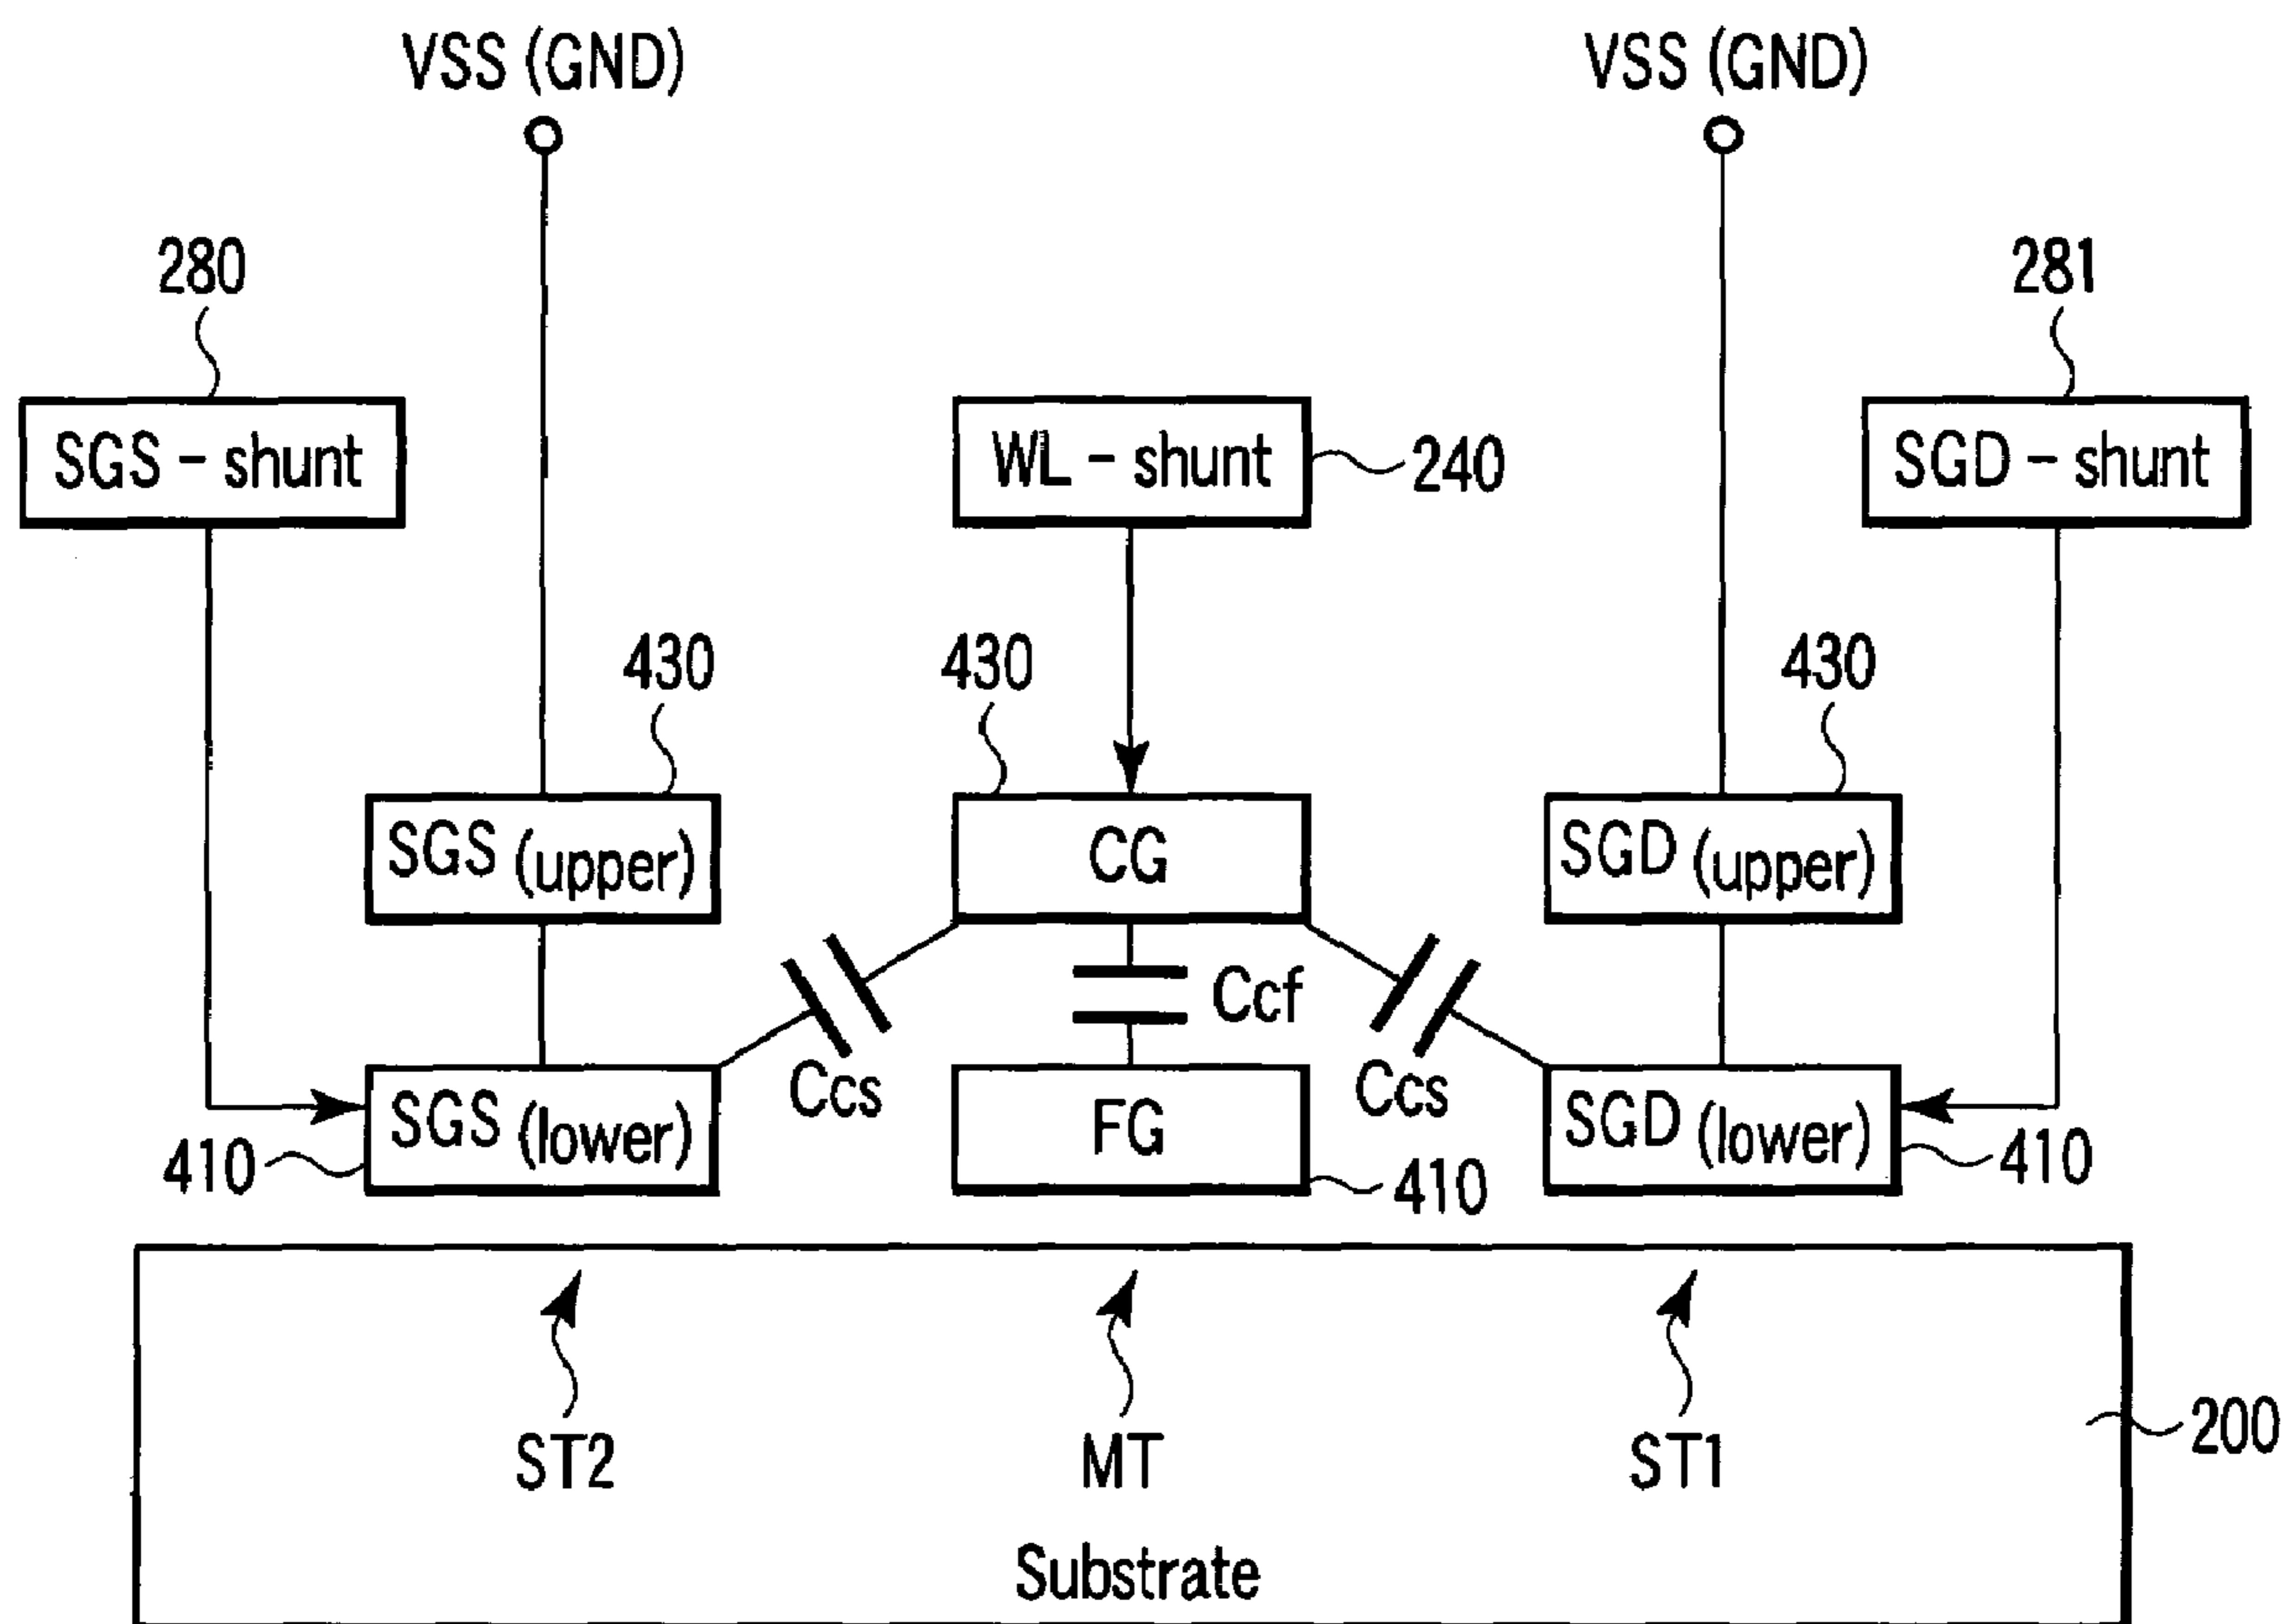 VSS (GND)
VSS (GND)
280
281
SGS - shunt
WL - shunt
240
SGD - shunt
430
430
430
SGS (upper)
CG
SGD (upper)
Ccf
Ccs
Ccs
SGS (lower)
FG
SGD (lower)
410
410
410
ST2
MT
ST1
200
Substrate